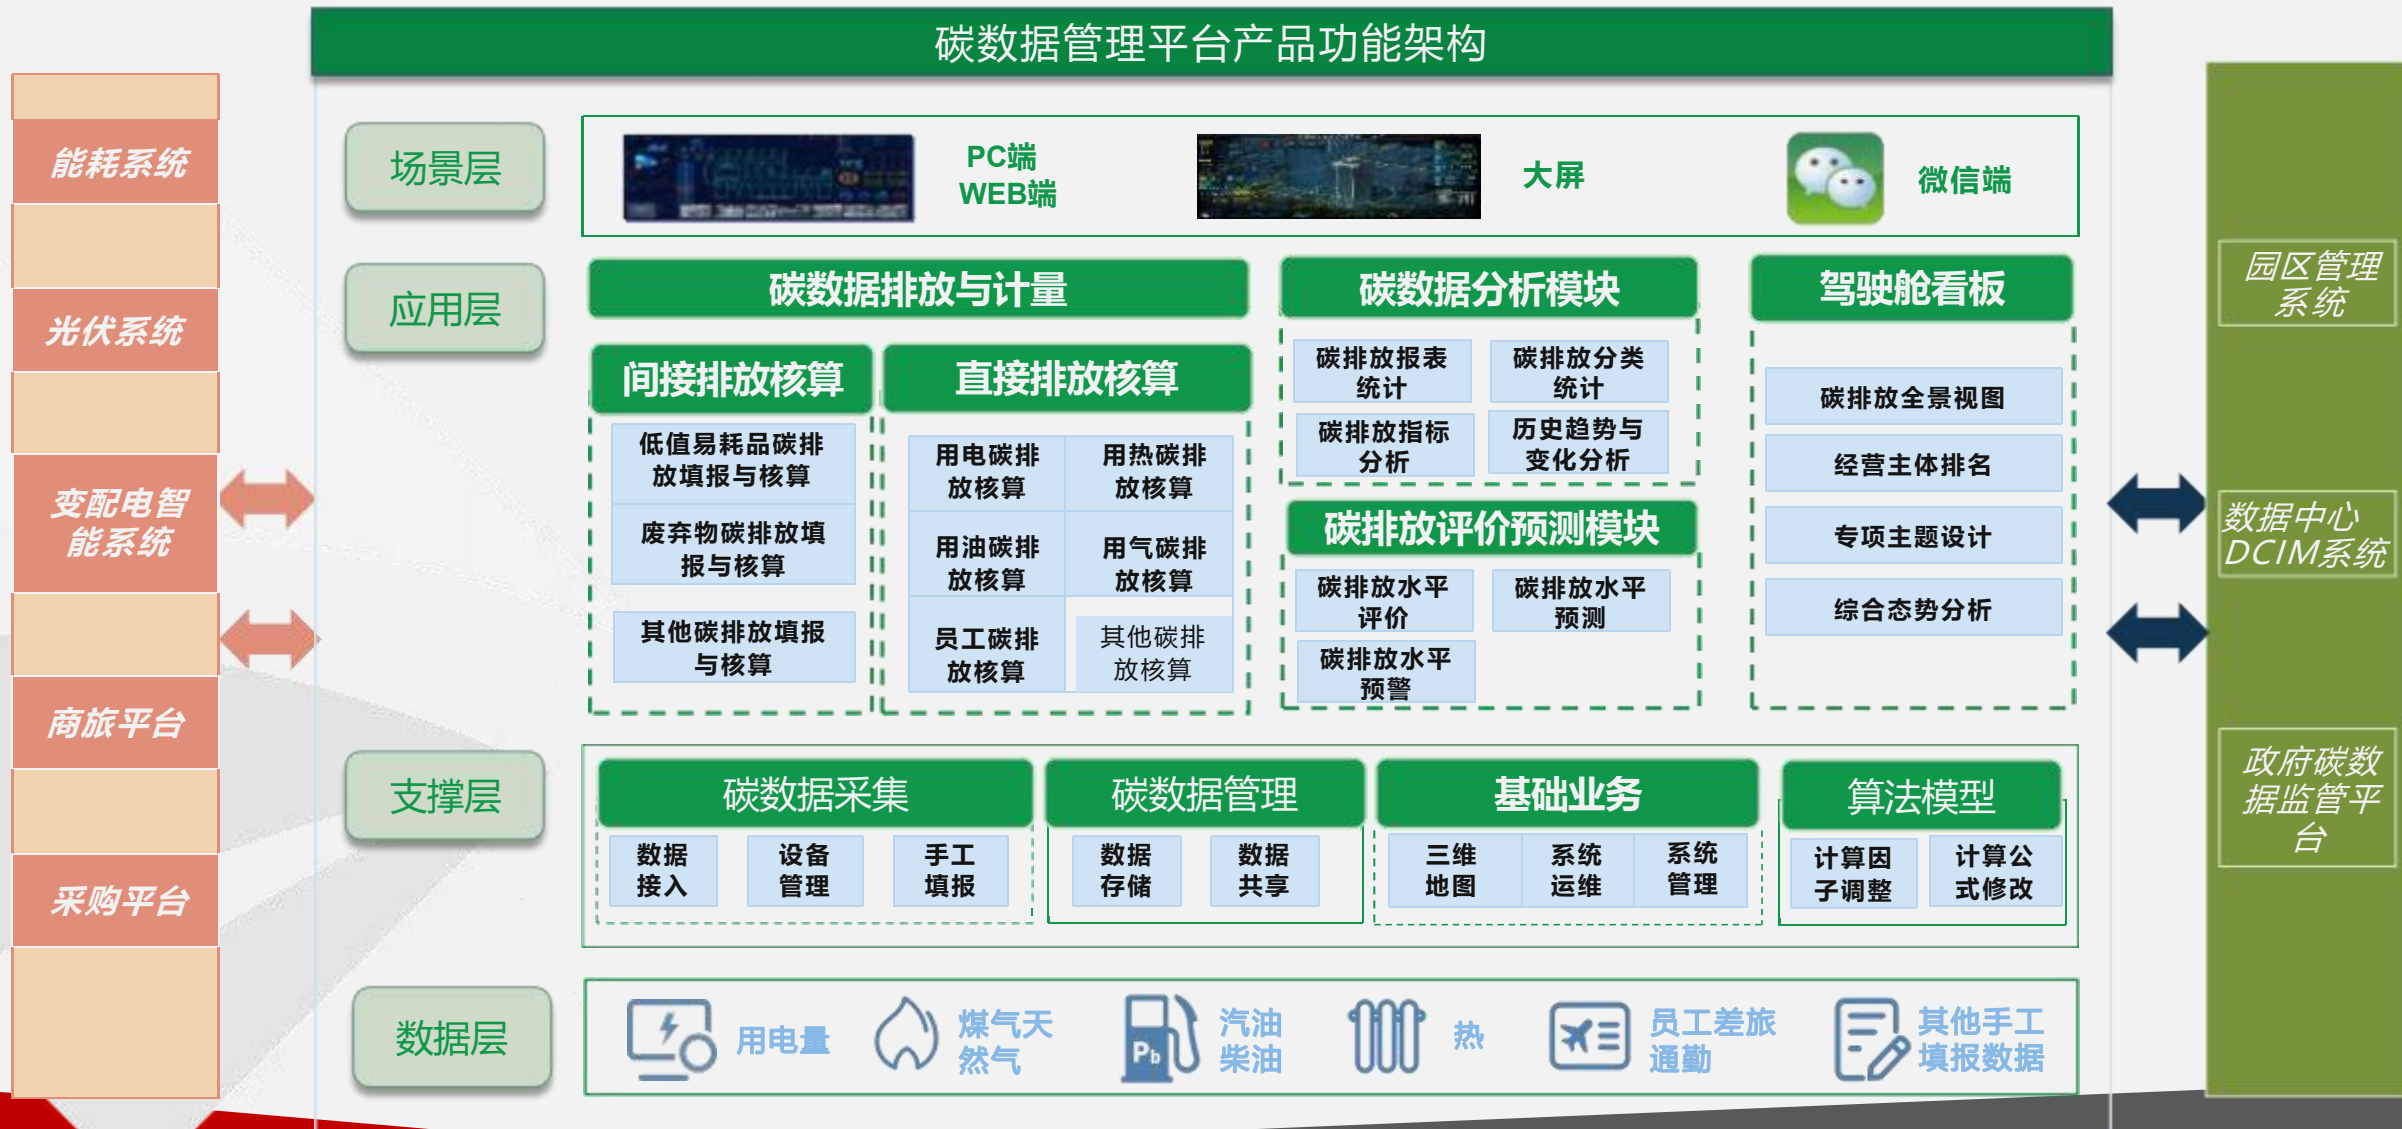 碳数据管理平台产品功能架构
能耗系统
光伏系统
变配电智
能系统
商旅平台
采购平台
场景层
PC端
WEB端
大屏
微信端
应用层
碳数据排放与计量
间接排放核算
低值易耗品碳排
放填报与核算
废弃物碳排放填
报与核算
其他碳排放填报
与核算
直接排放核算
用电碳排
放核算
用热碳排
放核算
用油碳排
放核算
用气碳排
放核算
员工碳排
放核算
其他碳排
放核算
碳数据分析模块
碳排放报表
统计
碳排放分类
统计
碳排放指标
分析
历史趋势与
变化分析
碳排放评价预测模块
碳排放水平
评价
碳排放水平
预测
碳排放水平
预警
驾驶舱看板
碳排放全景视图
经营主体排名
专项主题设计
综合态势分析
支撑层
碳数据采集
数据
接入
设备
管理
手工
填报
碳数据管理
数据
存储
数据
共享
基础业务
三维
地图
系统
运维
系统
管理
算法模型
计算因
子调整
计算公
式修改
数据层
用电量
煤气天
然气
Pb
汽油
柴油
热
员工差旅
通勤
其他手工
填报数据
园区管理
系统
数据中心
DCIM系统
政府碳数
据监管平
台